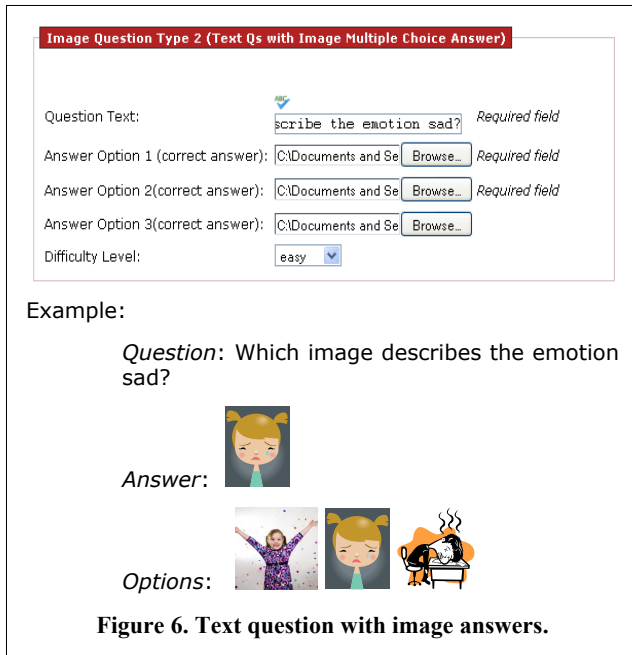 Image Question Type 2 (Text Qs with Image Multiple Choice Answer)
ABC
Question Text: scribe the emotion sad? Required field
Answer Option 1 (correct answer): C:\Documents and Se Browse... Required field
Answer Option 2(correct answer): C:\Documents and Se Browse... Required field
Answer Option 3(correct answer): C:\Documents and Se Browse...
Difficulty Level: easy
Example:
Question: Which image describes the emotion
sad?
Answer:
Options:
Figure 6. Text question with image answers.